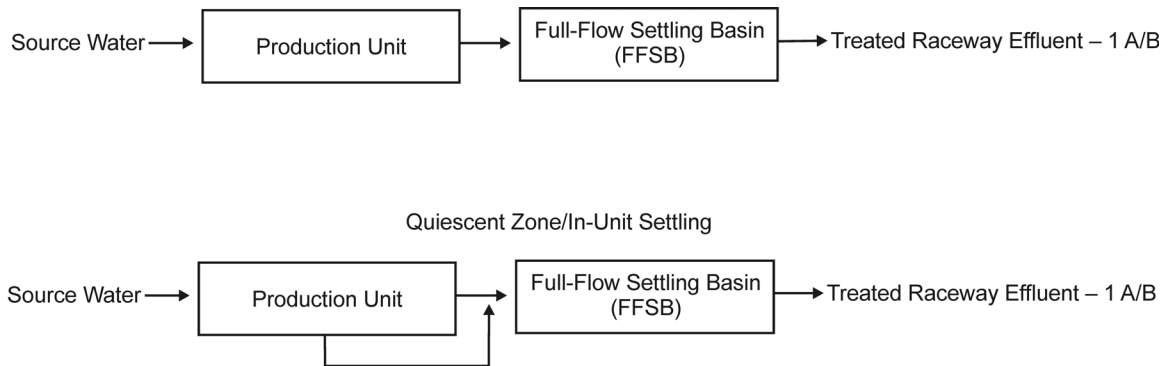 Source Water
Production Unit
Full-Flow Settling Basin
(FFSB)
Treated Raceway Effluent – 1 A/B
Quiescent Zone/In-Unit Settling
Source Water
Production Unit
Full-Flow Settling Basin
(FFSB)
Treated Raceway Effluent – 1 A/B